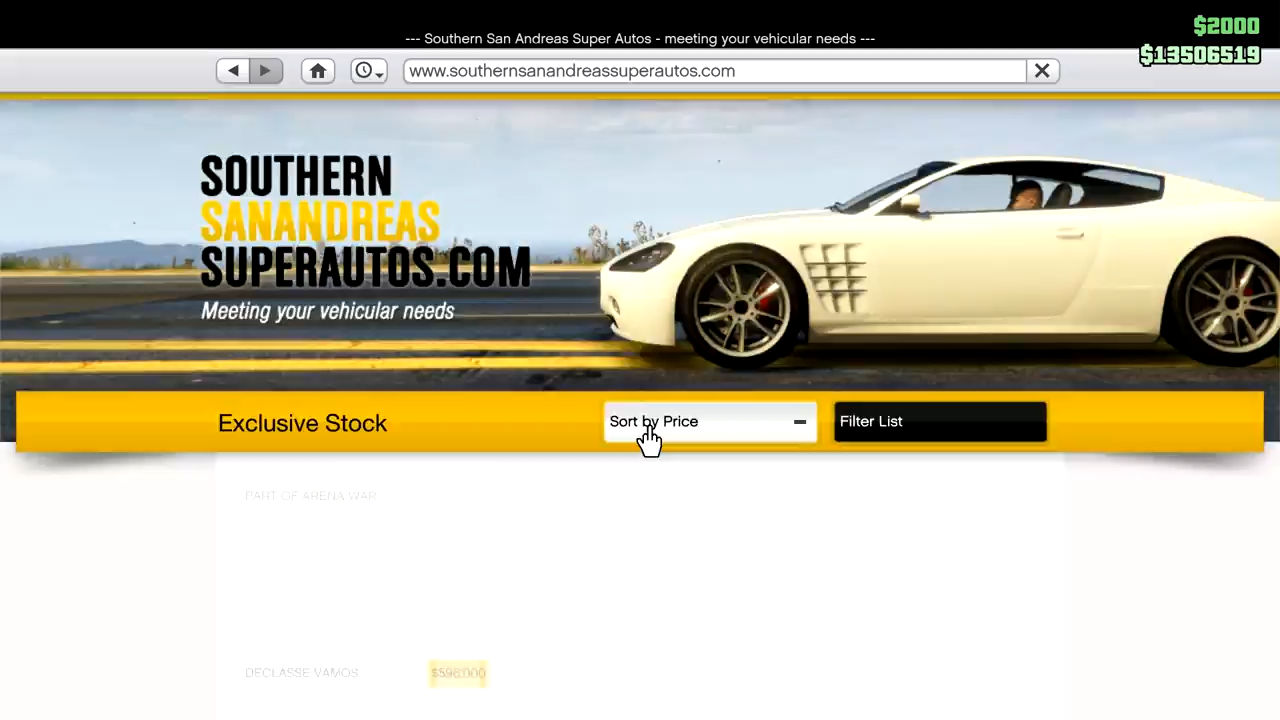 --- Southern San Andreas Super Autos - meeting your vehicular needs ---
$2000
$13506519
www.southernsanandreassuperautos.com
SOUTHERN
SANANDREAS
SUPERAUTOS.COM
Meeting your vehicular needs
Exclusive Stock
Sort by Price
Filter List
PART OF ARENA WAR
DECLASSE VAMOS
$596,000